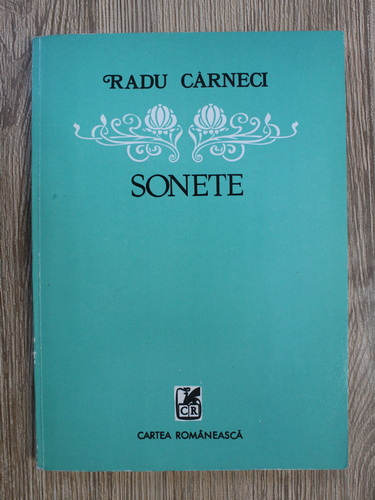 RADU CÂRNECI
SONETE
CR
CARTEA ROMÂNEASCĂ